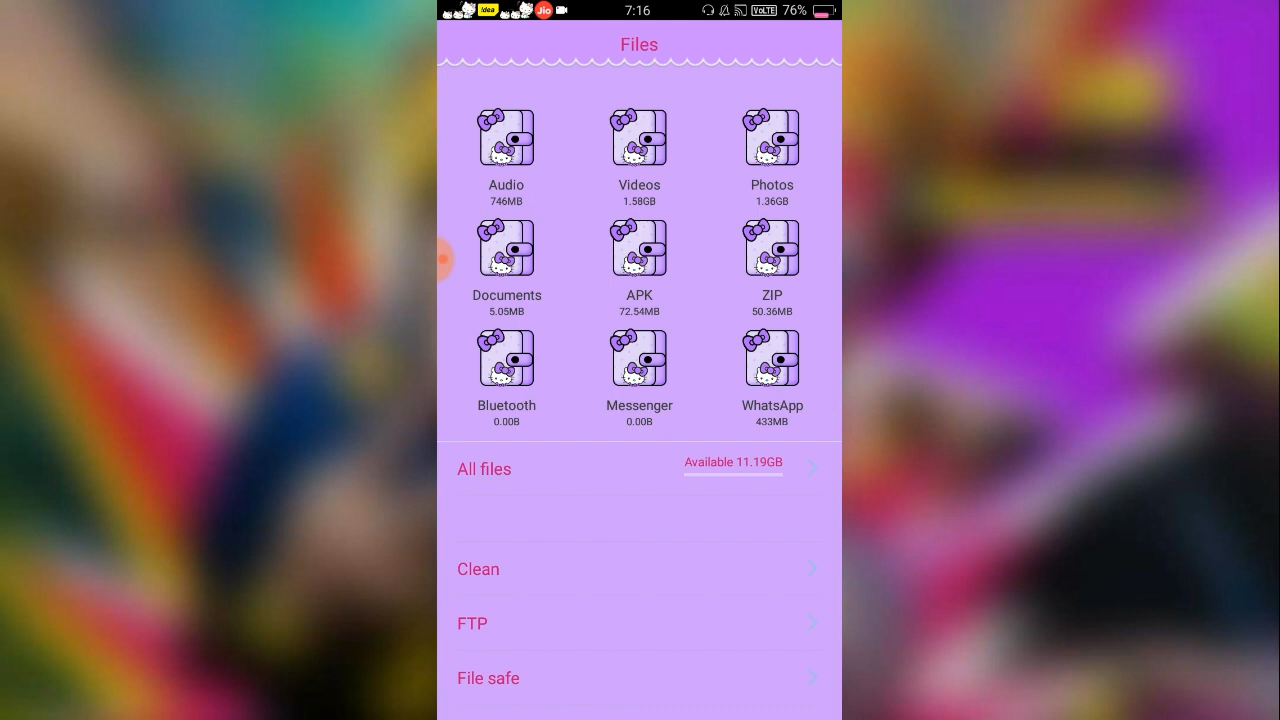 !dea Jio 7:16 VoLTE 76%
Files
Audio Videos Photos
746MB 1.58GB 1.36GB
Documents APK ZIP
5.05MB 72.54MB 50.36MB
Bluetooth Messenger WhatsApp
0.00B 0.00B 433MB
All files Available 11.19GB
Clean
FTP
File safe